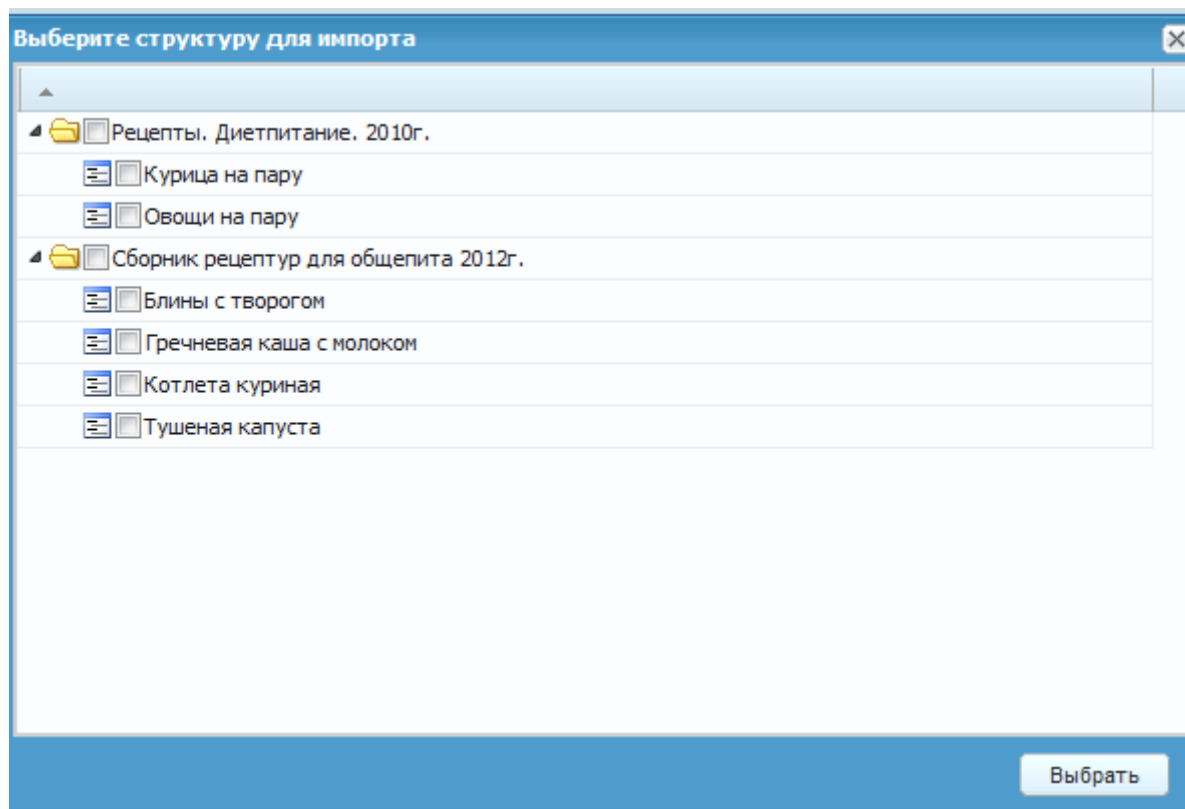 Выберите структуру для импорта
Рецепты. Диетпитание. 2010г.
Курица на пару
Овощи на пару
Сборник рецептур для общепита 2012г.
Блины с творогом
Гречневая каша с молоком
Котлета куриная
Тушеная капуста
Выбрать